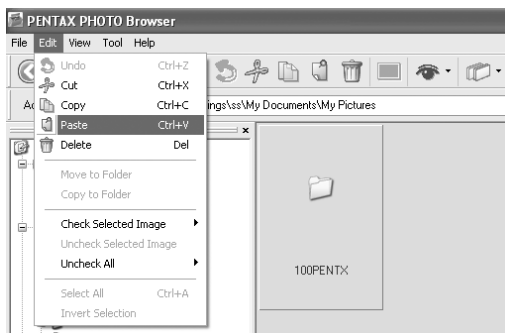 PENTAX PHOTO Browser
File Edit View Tool Help
Undo Ctrl+Z
Cut Ctrl+X
Copy Ctrl+C
Paste Ctrl+V
Delete Del
Move to Folder
Copy to Folder
Check Selected Image
Uncheck Selected Image
Uncheck All
Select All Ctrl+A
Invert Selection
ings\ss\My Documents\My Pictures
100PENTX